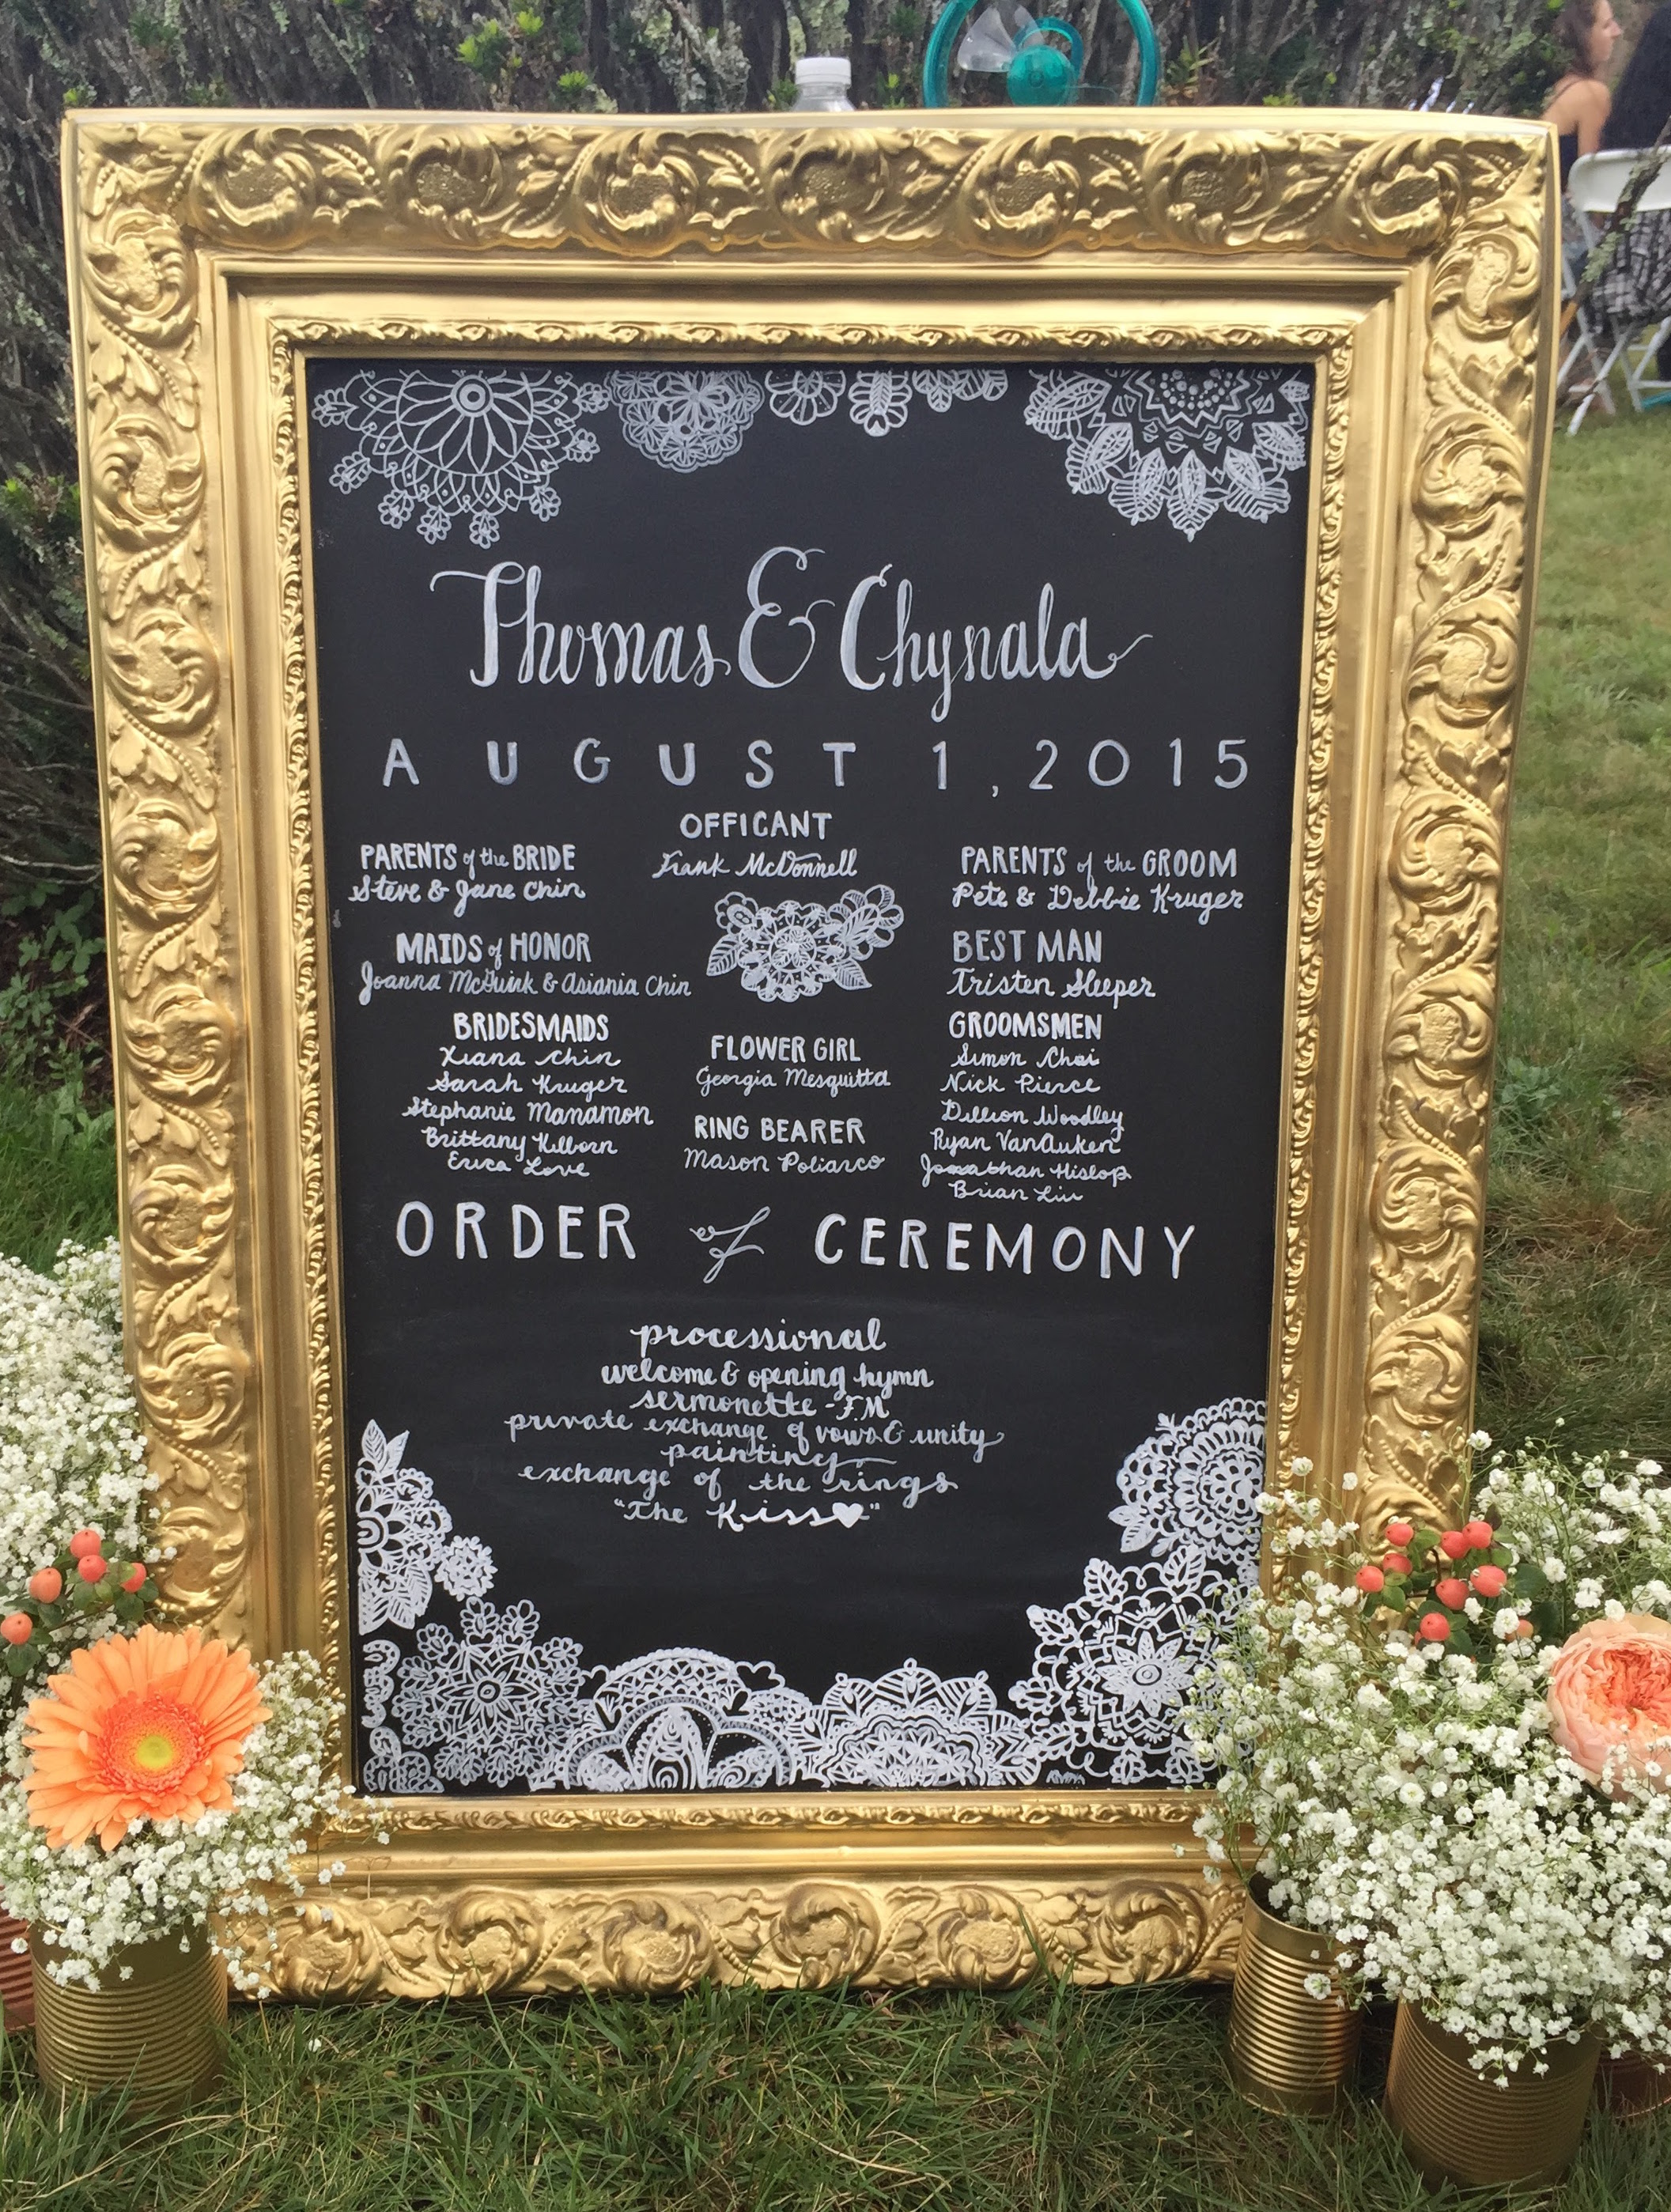 Thomas & Chynala
AUGUST 1, 2015
OFFICANT
Frank McDonnell
PARENTS of the BRIDE
Steve & Jane Chin
PARENTS of the GROOM
Pete & Debbie Kruger
MAIDS of HONOR
Joanna McGuirk & Asiania Chin
BEST MAN
Tristen Sleeper
BRIDESMAIDS
Xiana Chin
Sarah Kruger
Stephanie Manamon
Brittany Kilborn
Erica Love
FLOWER GIRL
Georgia Mesquitta
RING BEARER
Mason Poliarco
GROOMSMEN
Simon Choi
Nick Pierce
Dillion Woodley
Ryan VanAuken
Jonathan Hislop
Brian Liu
ORDER of CEREMONY
processional
welcome & opening hymn
sermonette - F.M
private exchange of vows & unity
painting
exchange of the rings
"The Kiss♥"